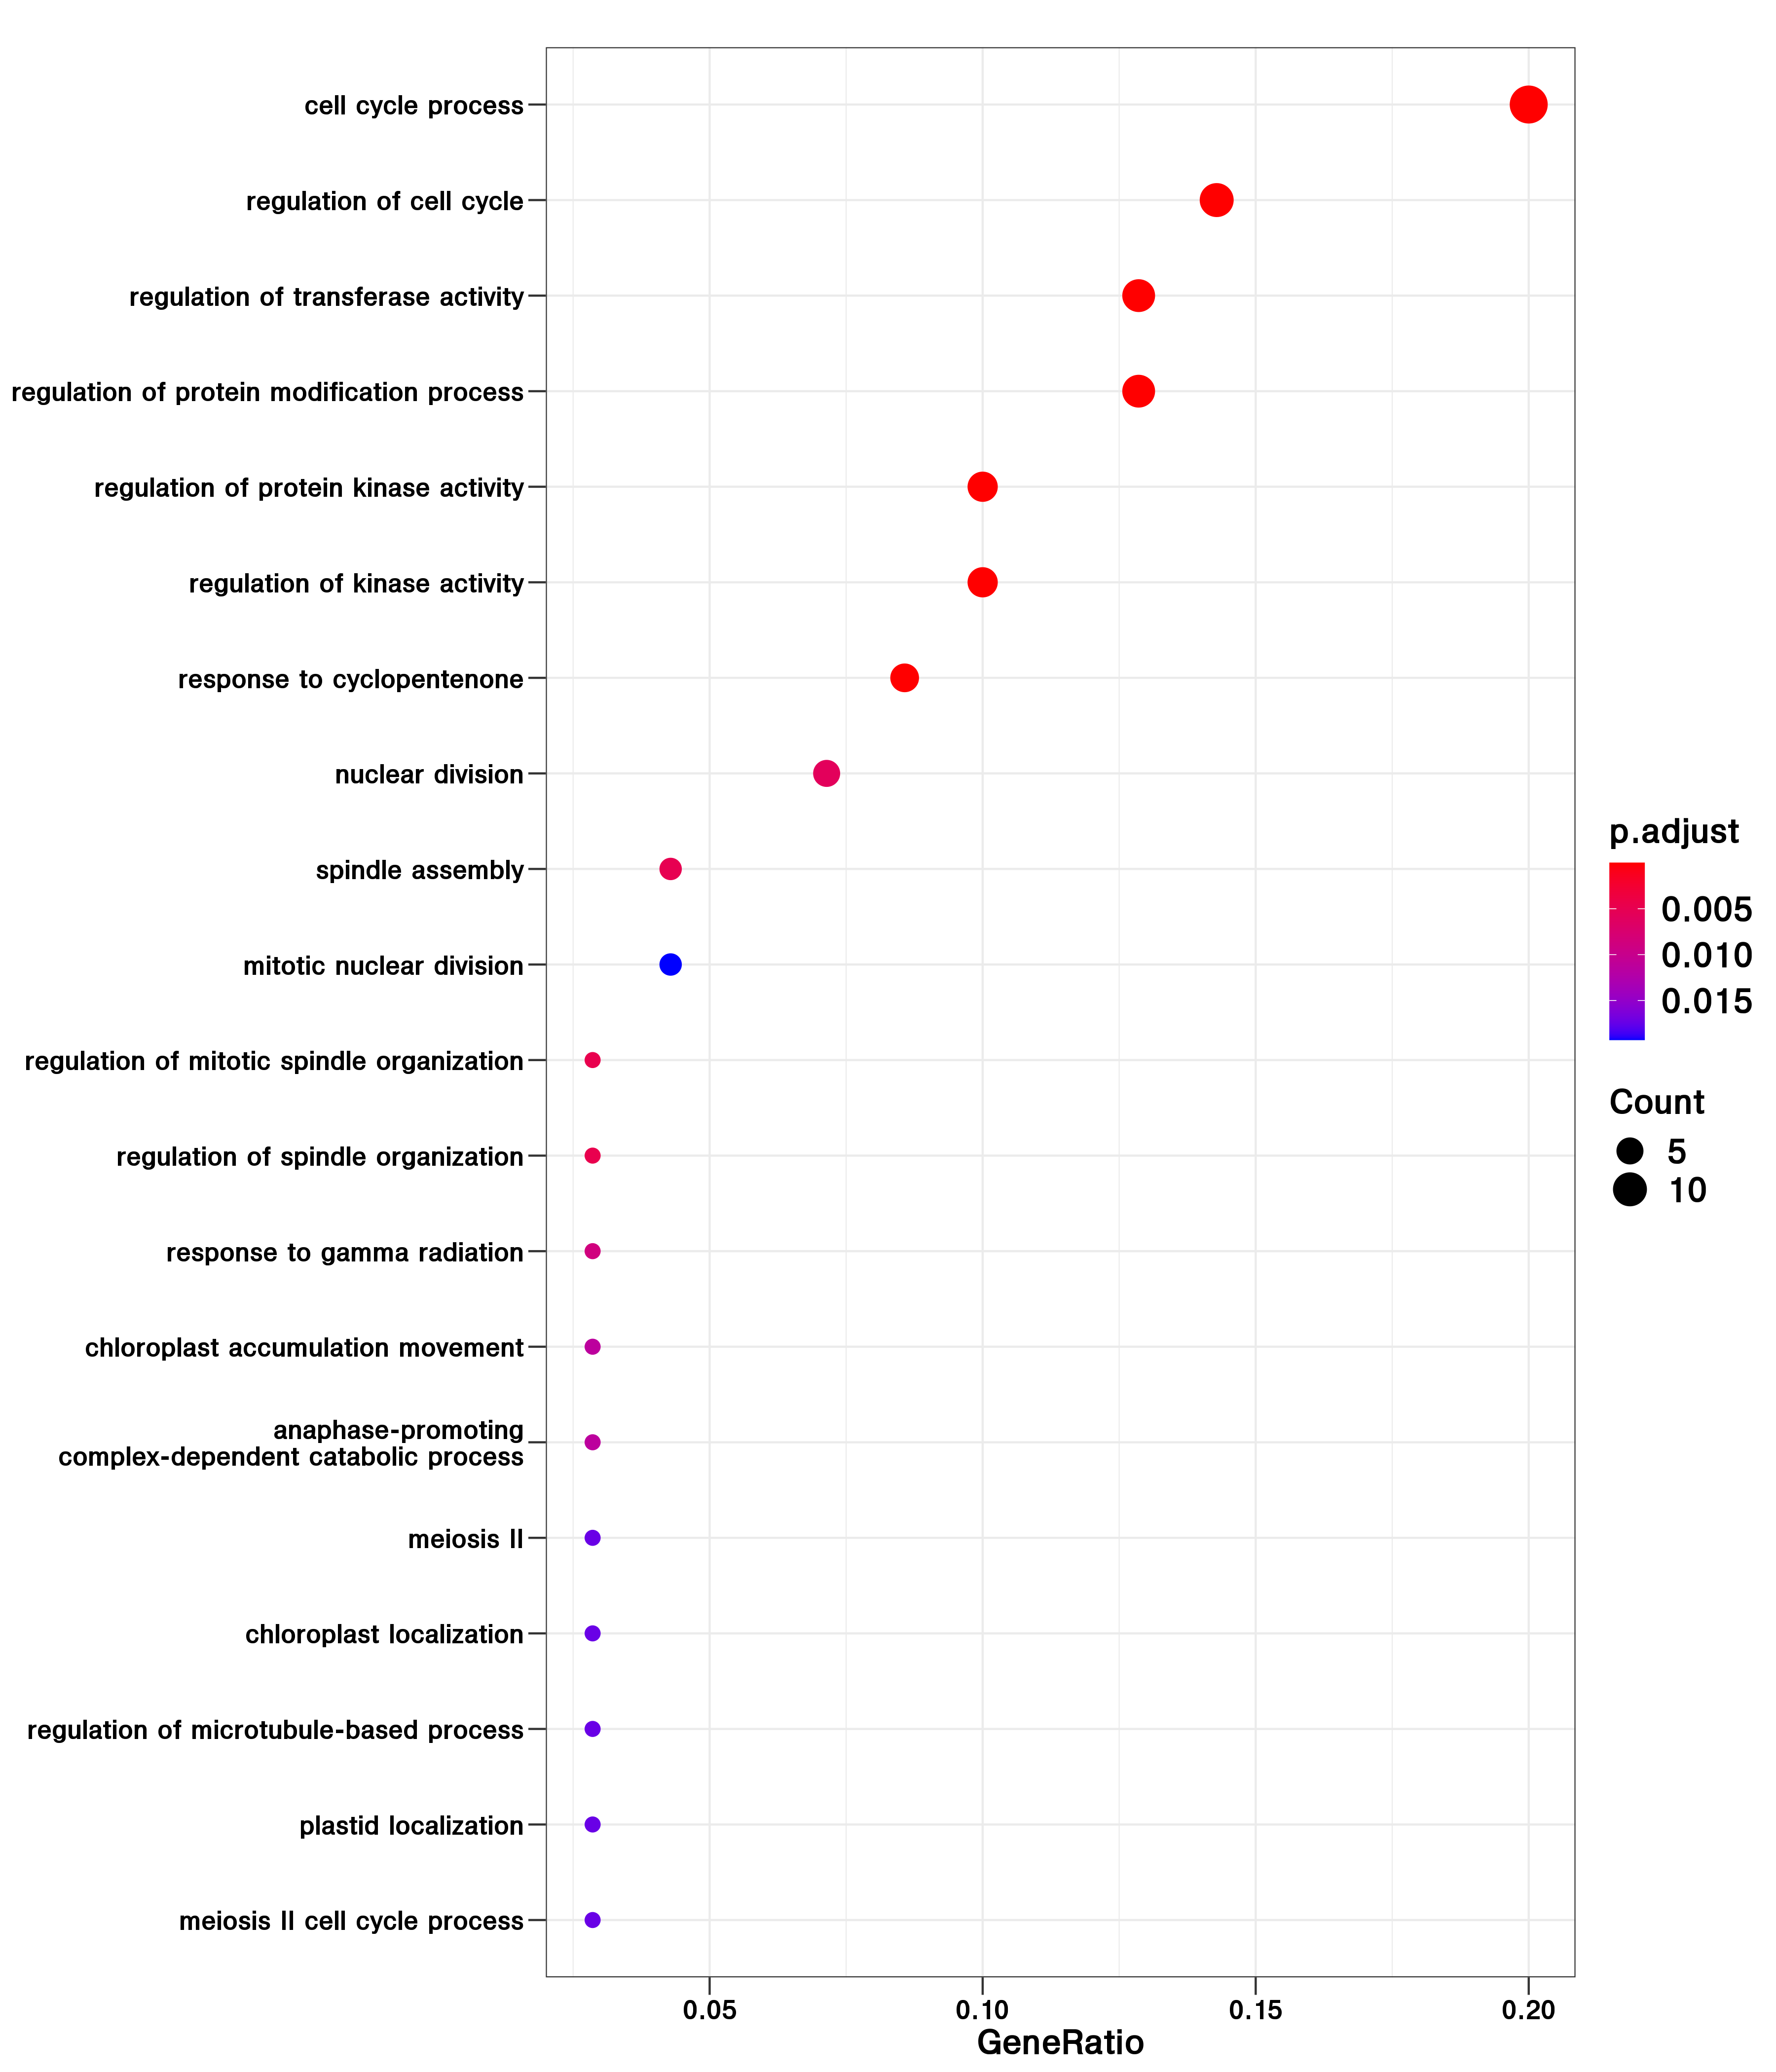 cell cycle process
regulation of cell cycle
regulation of transferase activity
regulation of protein modification process
regulation of protein kinase activity
regulation of kinase activity
response to cyclopentenone
nuclear division
spindle assembly
mitotic nuclear division
regulation of mitotic spindle organization
regulation of spindle organization
response to gamma radiation
chloroplast accumulation movement
anaphase-promoting
complex-dependent catabolic process
meiosis II
chloroplast localization
regulation of microtubule-based process
plastid localization
meiosis II cell cycle process
0.05 0.10 0.15 0.20
GeneRatio
p.adjust
0.005
0.010
0.015
Count
5
10